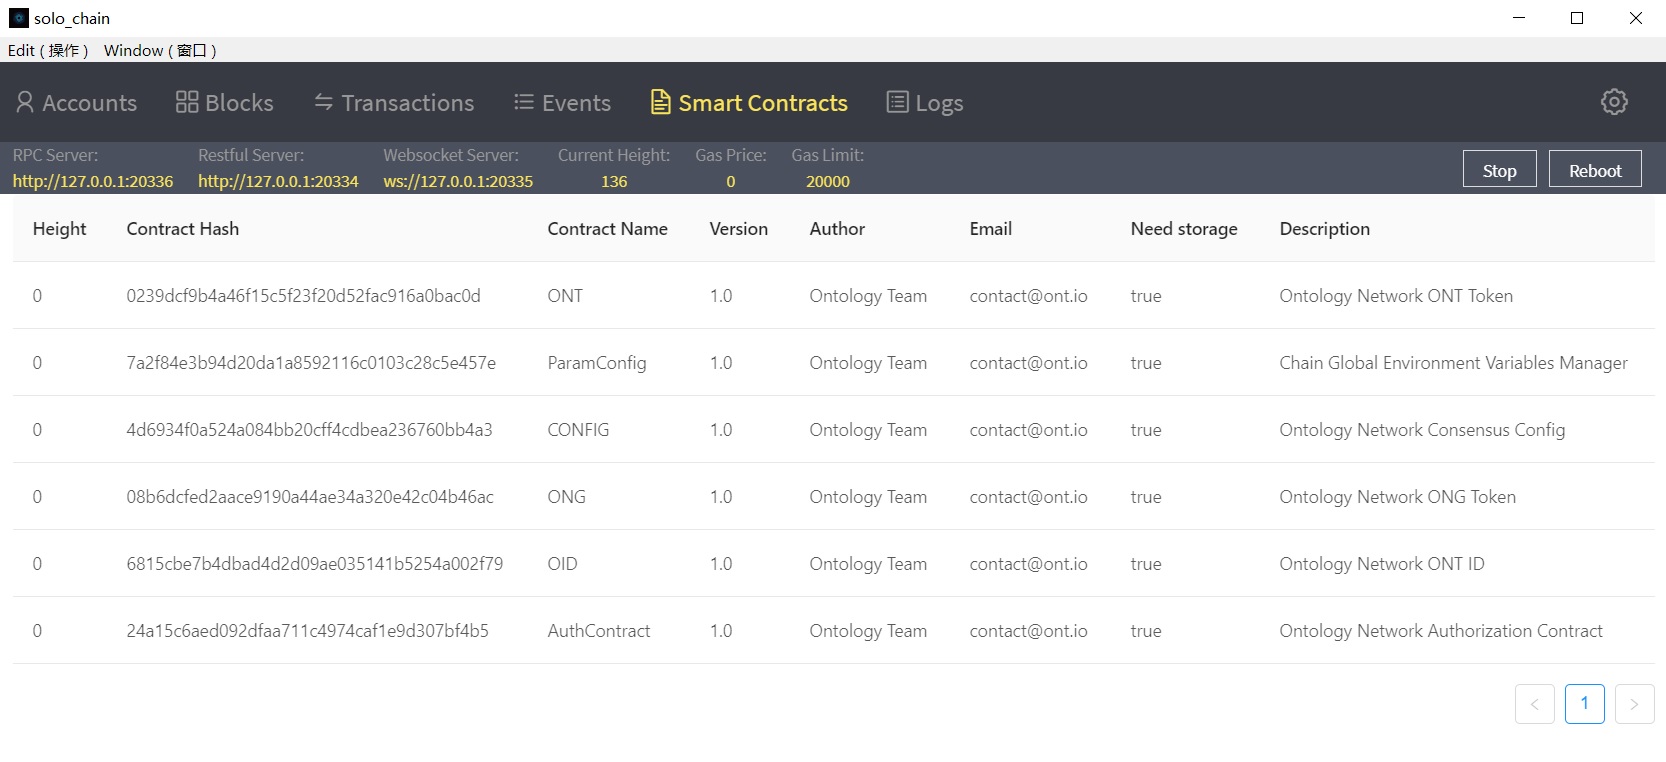 solo_chain
Edit ( 操作 ) Window ( 窗口 )
Accounts Blocks Transactions Events Smart Contracts Logs
RPC Server: Restful Server: Websocket Server: Current Height: Gas Price: Gas Limit:
http://127.0.0.1:20336 http://127.0.0.1:20334 ws://127.0.0.1:20335 136 0 20000 Stop Reboot
Height Contract Hash Contract Name Version Author Email Need storage Description
0 0239dcf9b4a46f15c5f23f20d52fac916a0bac0d ONT 1.0 Ontology Team contact@ont.io true Ontology Network ONT Token
0 7a2f84e3b94d20da1a8592116c0103c28c5e457e ParamConfig 1.0 Ontology Team contact@ont.io true Chain Global Environment Variables Manager
0 4d6934f0a524a084bb20cff4cdbea236760bb4a3 CONFIG 1.0 Ontology Team contact@ont.io true Ontology Network Consensus Config
0 08b6dcfed2aace9190a44ae34a320e42c04b46ac ONG 1.0 Ontology Team contact@ont.io true Ontology Network ONG Token
0 6815cbe7b4dbad4d2d09ae035141b5254a002f79 OID 1.0 Ontology Team contact@ont.io true Ontology Network ONT ID
0 24a15c6aed092dfaa711c4974caf1e9d307bf4b5 AuthContract 1.0 Ontology Team contact@ont.io true Ontology Network Authorization Contract
< 1 >